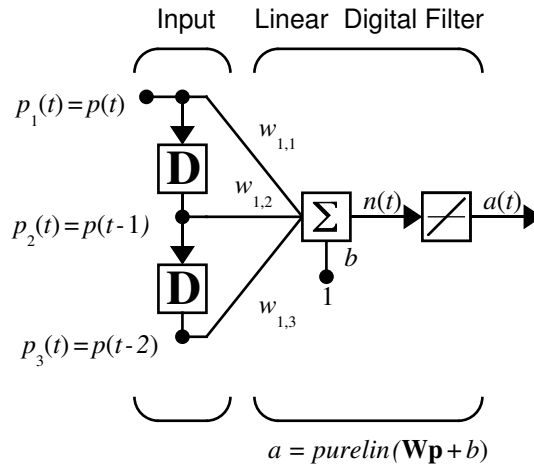 Input
Linear Digital Filter
p1(t)=p(t)
w1,1
D
w1,2
n(t)
a(t)
Σ
p2(t)=p(t-1)
b
D
1
w1,3
p3(t)=p(t-2)
a = purelin(Wp+b)